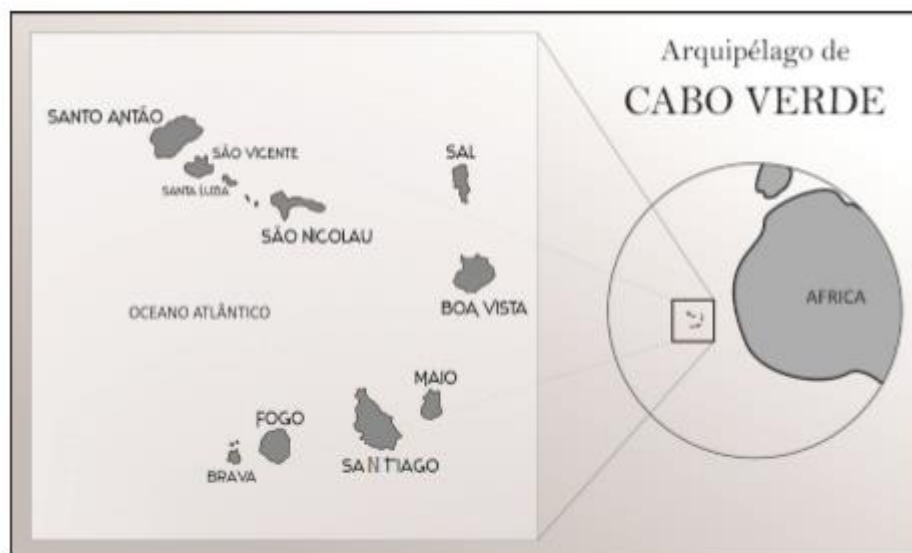 Arquipélago de
CABO VERDE
SANTO ANTÃO
SÃO VICENTE
SANTA LUZIA
SÃO NICOLAU
SAL
BOA VISTA
OCEANO ATLÂNTICO
AFRICA
MAIO
FOGO
SANTIAGO
BRAVA